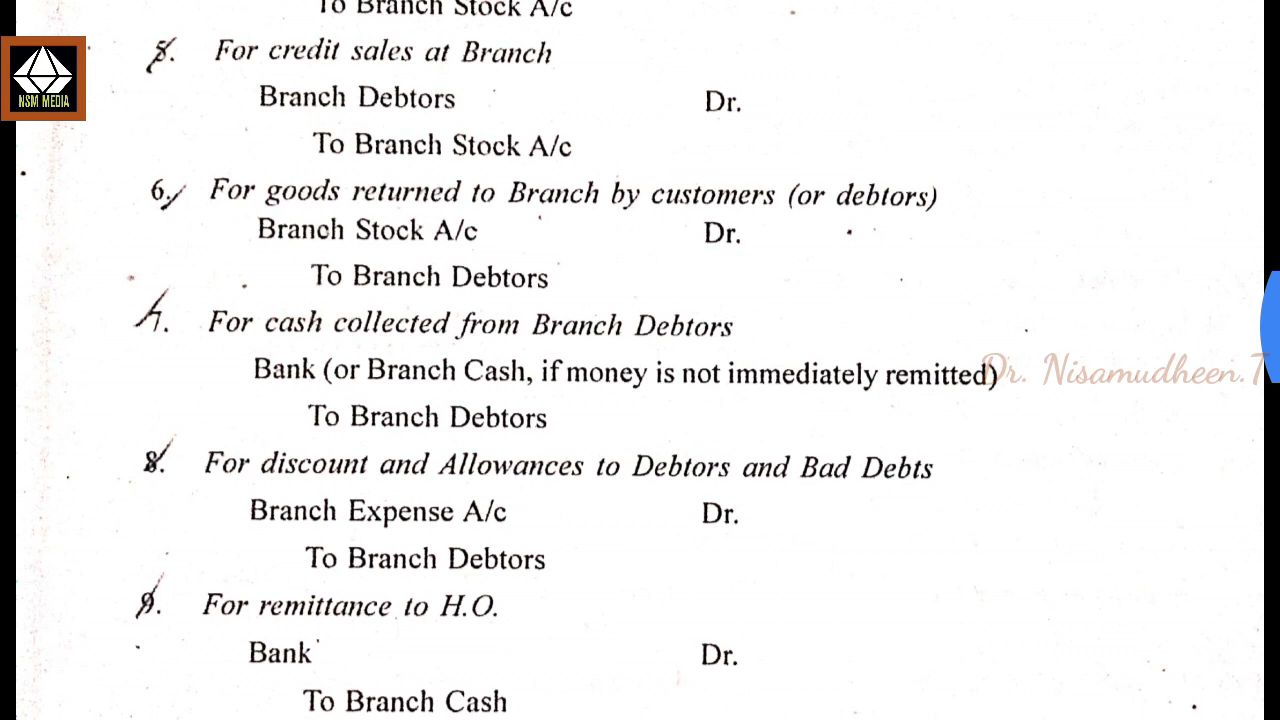 To Branch Stock A/c
5. For credit sales at Branch
Branch Debtors Dr.
To Branch Stock A/c
6. For goods returned to Branch by customers (or debtors)
Branch Stock A/c Dr.
To Branch Debtors
7. For cash collected from Branch Debtors
Bank (or Branch Cash, if money is not immediately remitted)
To Branch Debtors
8. For discount and Allowances to Debtors and Bad Debts
Branch Expense A/c Dr.
To Branch Debtors
9. For remittance to H.O.
Bank Dr.
To Branch Cash
NSM MEDIA
Dr. Nisamudheen.T